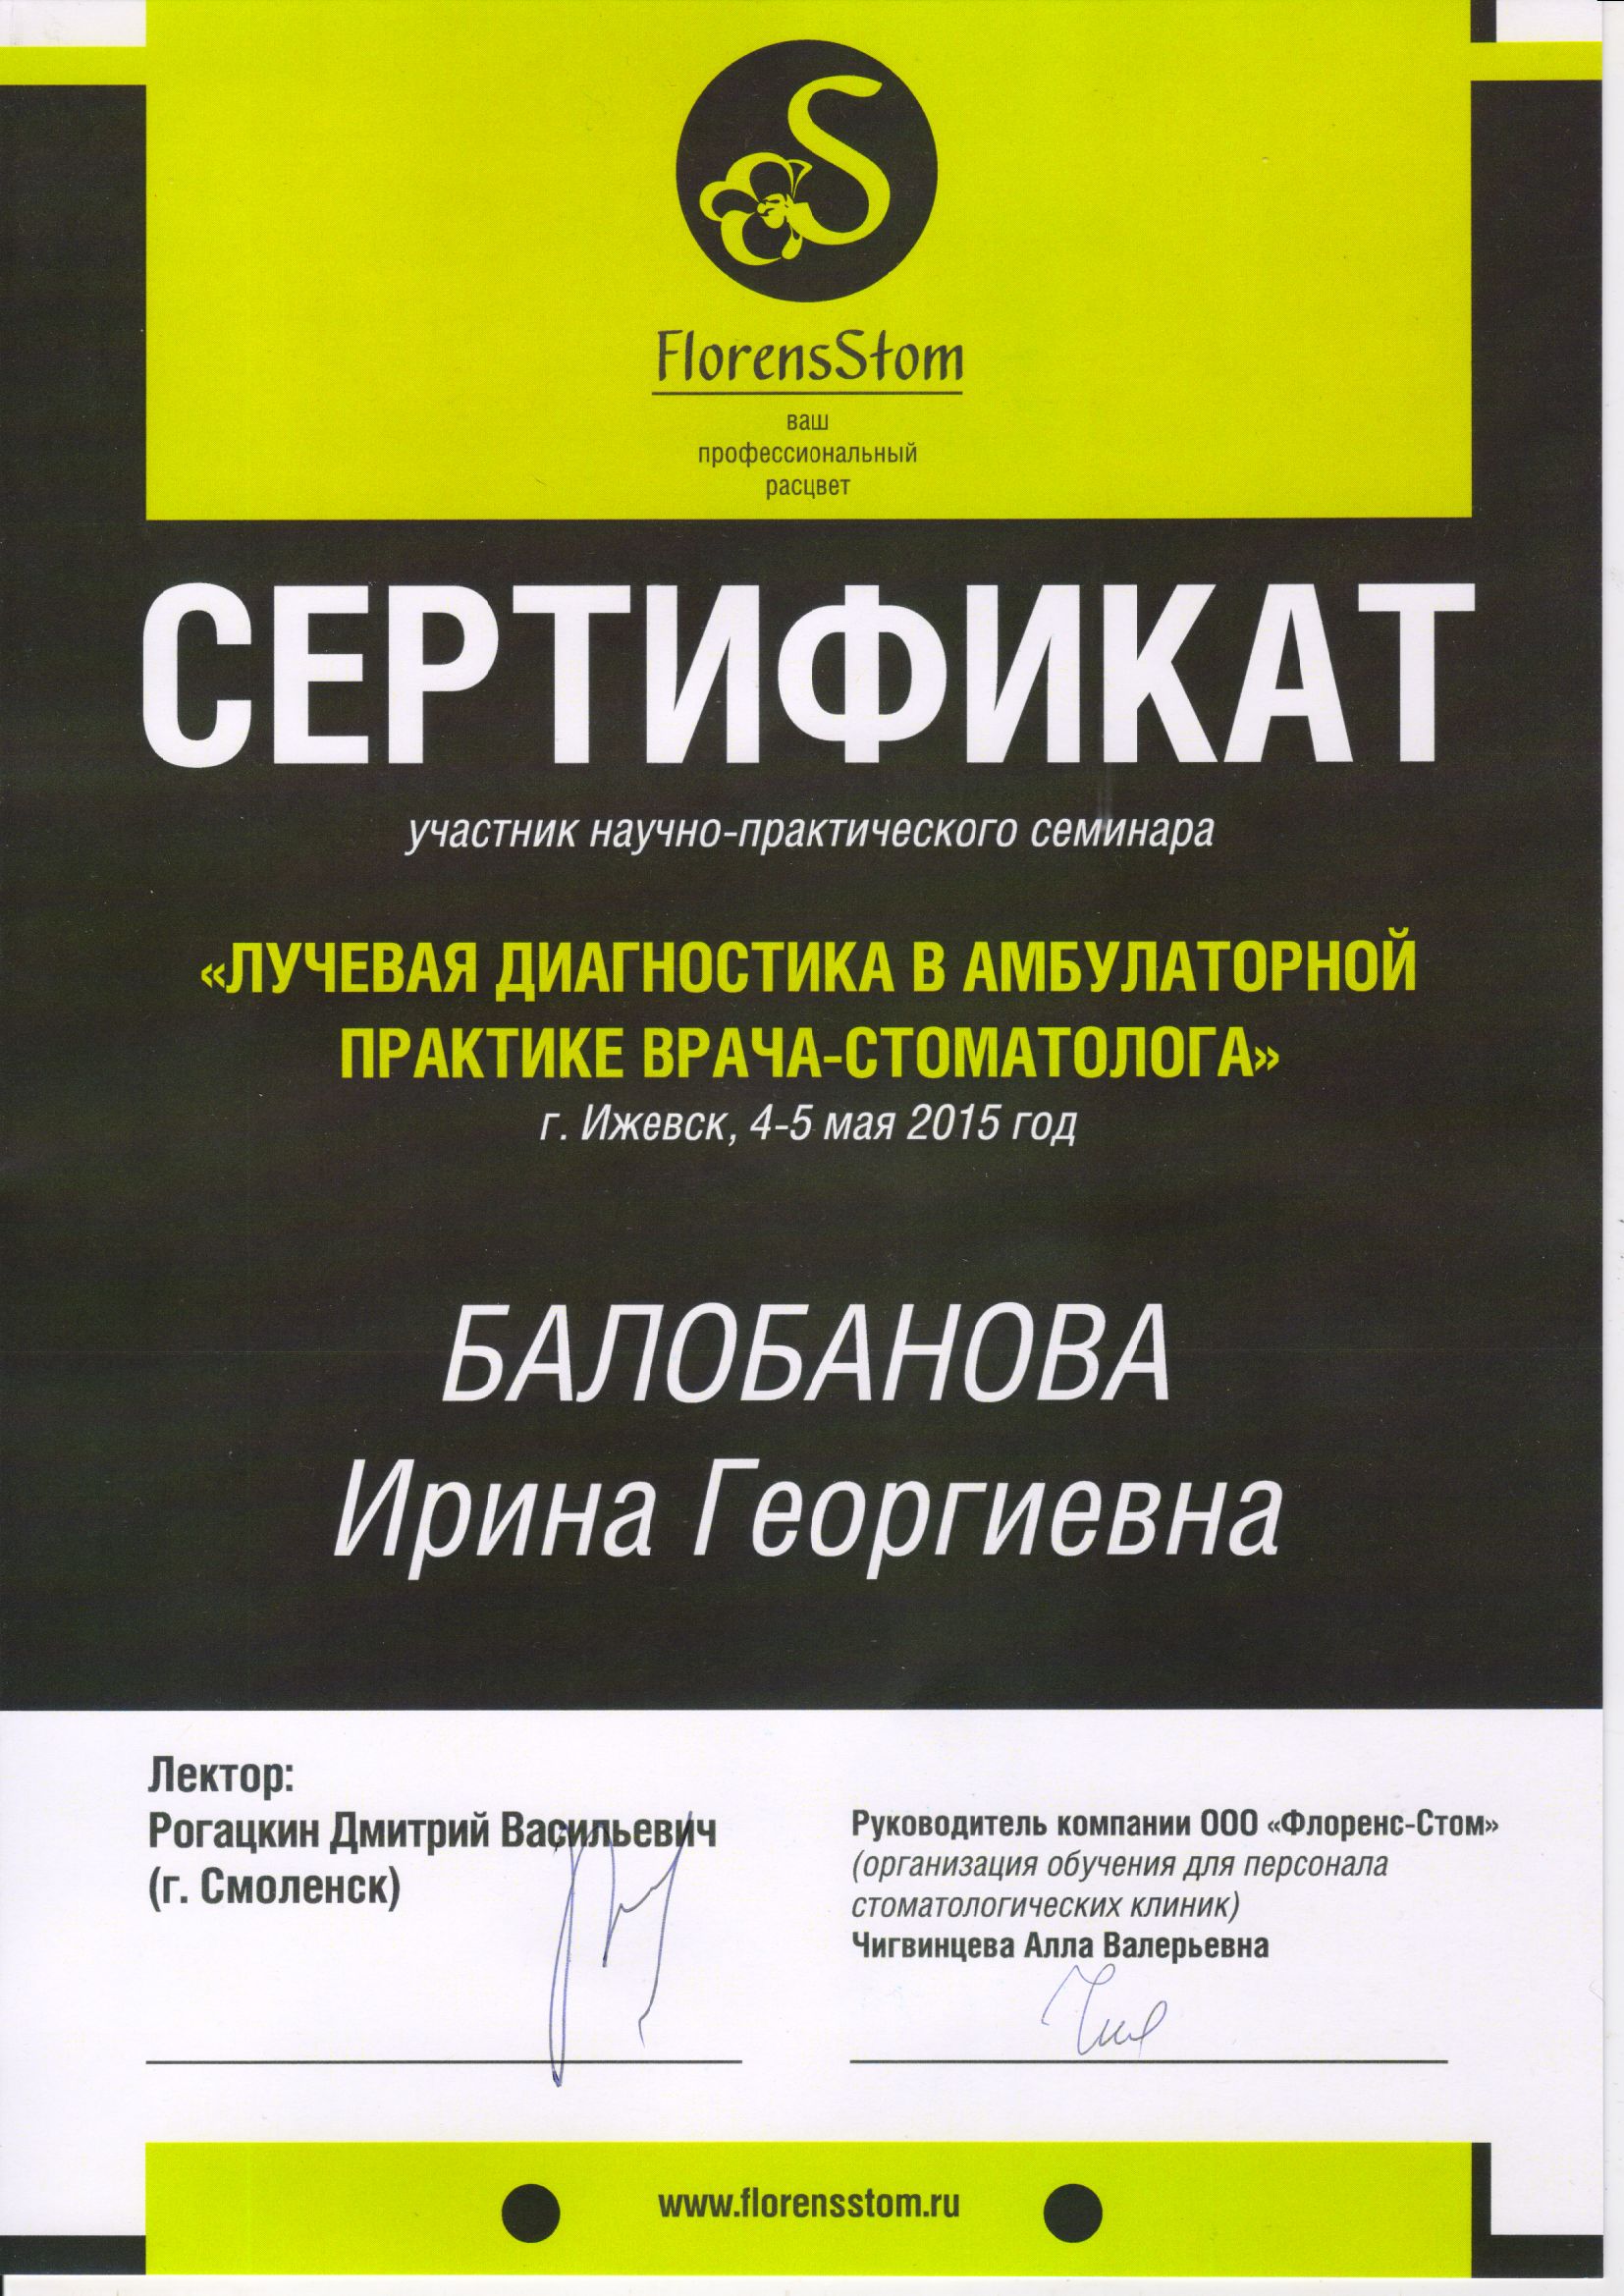 FlorensStom
ваш
профессиональный
расцвет
СЕРТИФИКАТ
участник научно-практического семинара
«ЛУЧЕВАЯ ДИАГНОСТИКА В АМБУЛАТОРНОЙ
ПРАКТИКЕ ВРАЧА-СТОМАТОЛОГА»
г. Ижевск, 4-5 мая 2015 год
БАЛОБАНОВА
Ирина Георгиевна
Лектор:
Рогацкин Дмитрий Васильевич
(г. Смоленск)
Руководитель компании ООО «Флоренс-Стом»
(организация обучения для персонала
стоматологических клиник)
Чигвинцева Алла Валерьевна
www.florensstom.ru